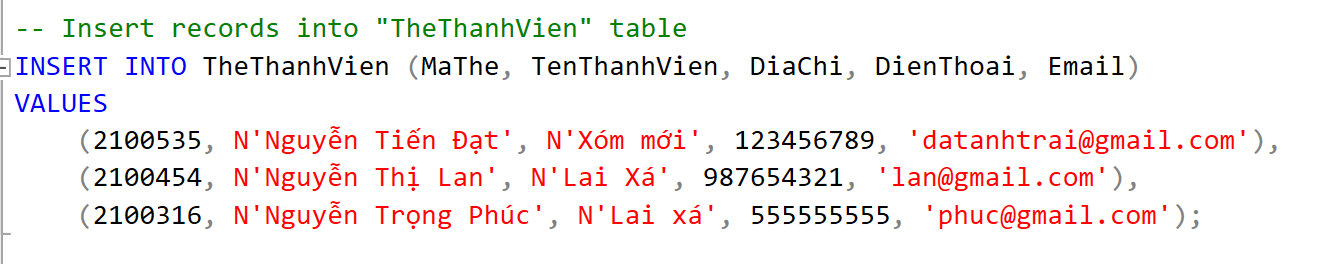 -- Insert records into "TheThanhVien" table
INSERT INTO TheThanhVien (MaThe, TenThanhVien, DiaChi, DienThoai, Email)
VALUES
(2100535, N'Nguyễn Tiến Đạt', N'Xóm mới', 123456789, 'datanhtrai@gmail.com'),
(2100454, N'Nguyễn Thị Lan', N'Lai Xá', 987654321, 'lan@gmail.com'),
(2100316, N'Nguyễn Trọng Phúc', N'Lai xá', 555555555, 'phuc@gmail.com');